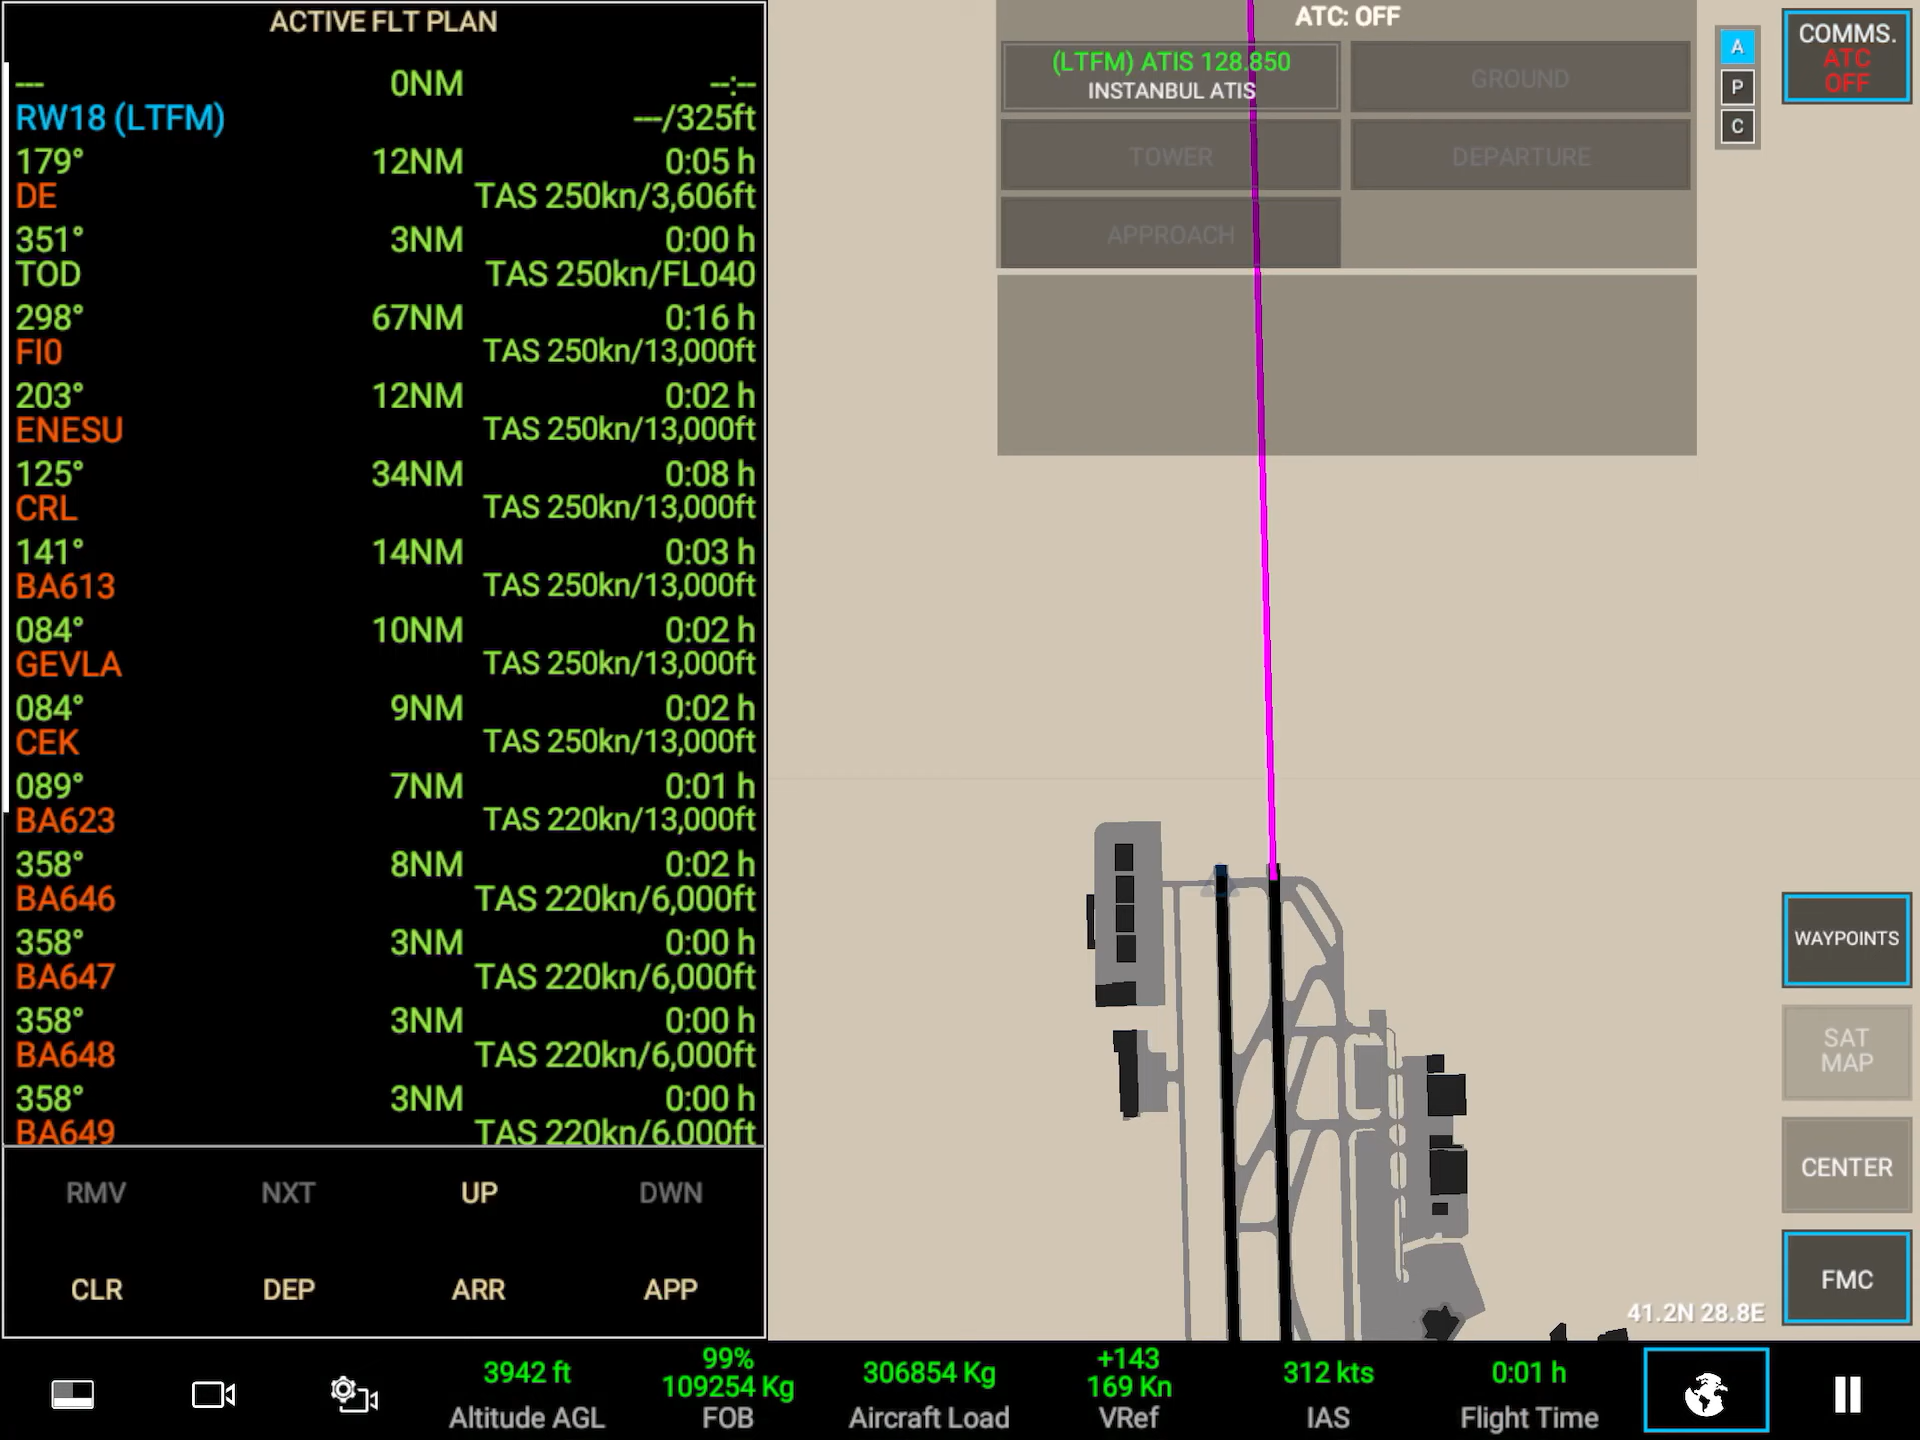 ACTIVE FLT PLAN
--- 0NM --:--
RW18 (LTFM) ---/325ft
179° 12NM 0:05 h
DE TAS 250kn/3,606ft
351° 3NM 0:00 h
TOD TAS 250kn/FL040
298° 67NM 0:16 h
FI0 TAS 250kn/13,000ft
203° 12NM 0:02 h
ENESU TAS 250kn/13,000ft
125° 34NM 0:08 h
CRL TAS 250kn/13,000ft
141° 14NM 0:03 h
BA613 TAS 250kn/13,000ft
084° 10NM 0:02 h
GEVLA TAS 250kn/13,000ft
084° 9NM 0:02 h
CEK TAS 250kn/13,000ft
089° 7NM 0:01 h
BA623 TAS 220kn/13,000ft
358° 8NM 0:02 h
BA646 TAS 220kn/6,000ft
358° 3NM 0:00 h
BA647 TAS 220kn/6,000ft
358° 3NM 0:00 h
BA648 TAS 220kn/6,000ft
358° 3NM 0:00 h
BA649 TAS 220kn/6,000ft
RMV NXT UP DWN
CLR DEP ARR APP
ATC: OFF
(LTFM) ATIS 128.850
INSTANBUL ATIS
GROUND
TOWER
DEPARTURE
APPROACH
A
P
C
COMMS.
ATC
OFF
WAYPOINTS
SAT
MAP
CENTER
FMC
41.2N 28.8E
3942 ft
Altitude AGL
99%
109254 Kg
FOB
306854 Kg
Aircraft Load
+143
169 Kn
VRef
312 kts
IAS
0:01 h
Flight Time